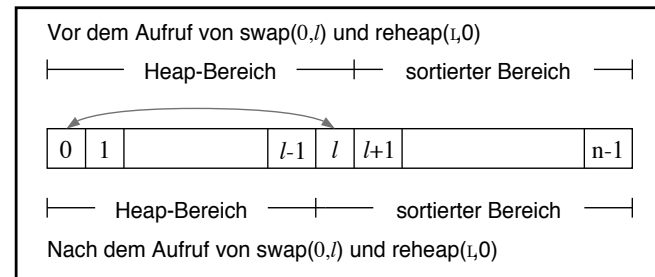 Vor dem Aufruf von swap(0,l) und reheap(I,0)
Heap-Bereich sortierter Bereich
0 1 l-1 l l+1 n-1
Heap-Bereich sortierter Bereich
Nach dem Aufruf von swap(0,l) und reheap(I,0)